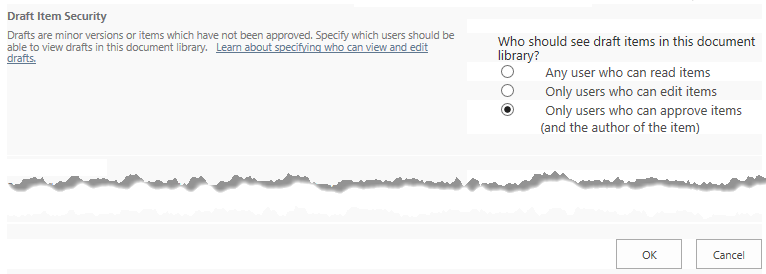 Draft Item Security
Drafts are minor versions or items which have not been approved. Specify which users should be
able to view drafts in this document library. Learn about specifying who can view and edit
drafts.
Who should see draft items in this document
library?
Any user who can read items
Only users who can edit items
Only users who can approve items
(and the author of the item)
OK
Cancel